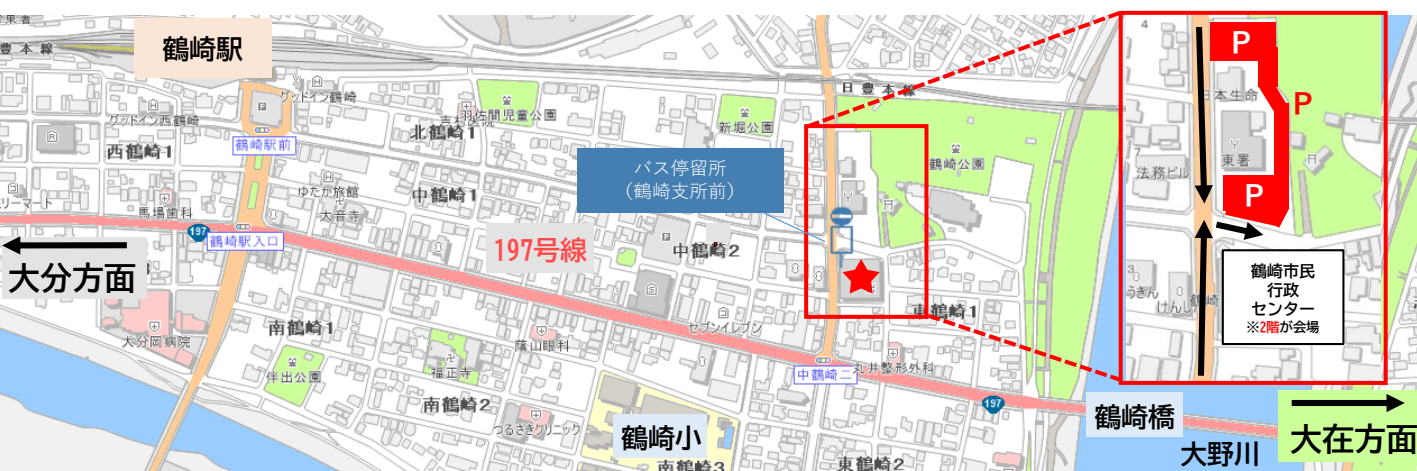 鶴崎駅
日豊本線
グッドイン鶴崎
グッドイン西鶴崎
羽佐間児童公園
新堀公園
日豊本線
北鶴崎1
西鶴崎1
鶴崎駅前
バス停留所
(鶴崎支所前)
鶴崎公園
中鶴崎1
ゆたか旅館
大音寺
馬場歯科
197
鶴崎駅入口
197号線
中鶴崎2
大分方面
南鶴崎1
セブンイレブン
東鶴崎1
大分岡病院
蔭山眼科
福正寺
伴出公園
中鶴崎二
丸井整形外科
南鶴崎2
つるさきクリニック
鶴崎小
南鶴崎3
東鶴崎2
197
鶴崎橋
大野川
大在方面
P
日本生命
P
東署
法務ビル
P
鶴崎市民
行政
センター
※2階が会場
鶴崎